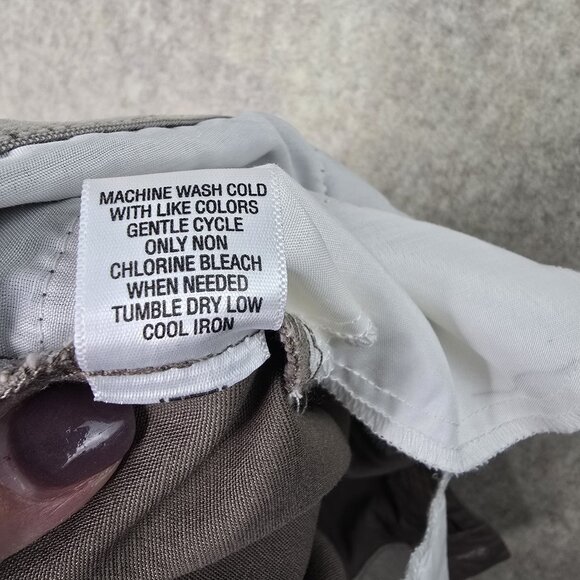 MACHINE WASH COLD
WITH LIKE COLORS
GENTLE CYCLE
ONLY NON
CHLORINE BLEACH
WHEN NEEDED
TUMBLE DRY LOW
COOL IRON